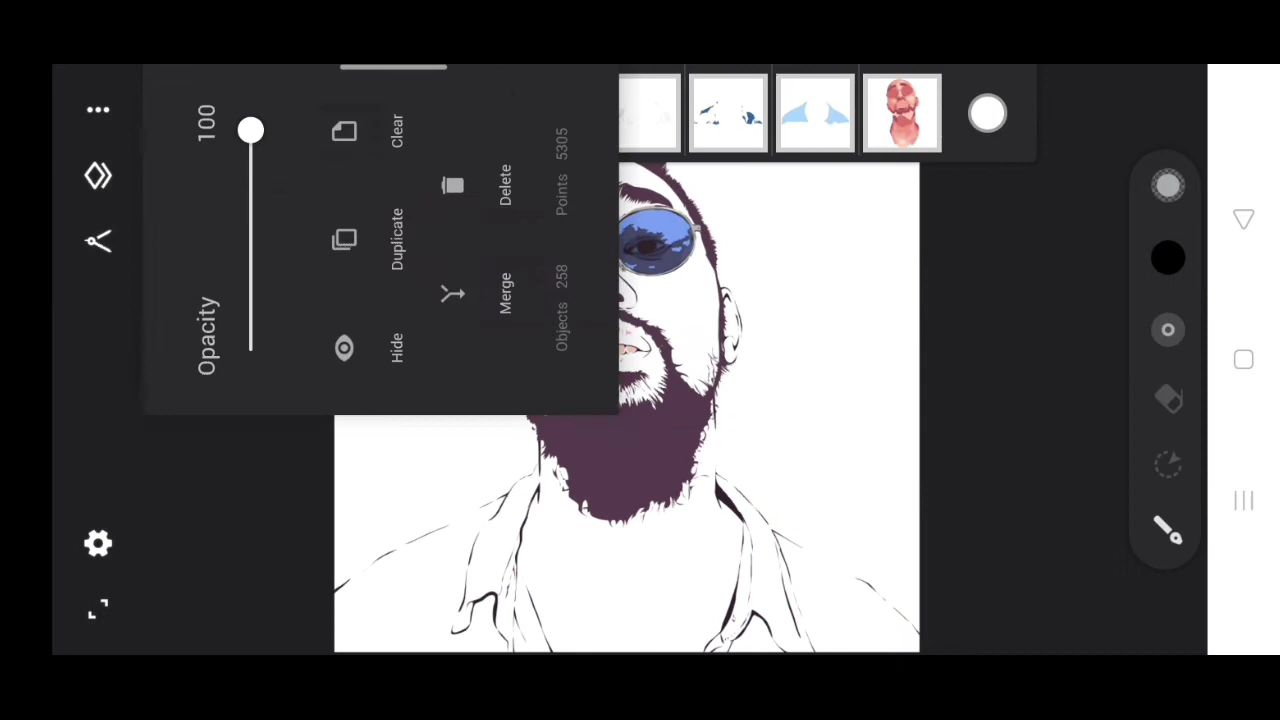 Opacity 100
Hide
Duplicate
Clear
Merge
Delete
Objects 258 Points 5305